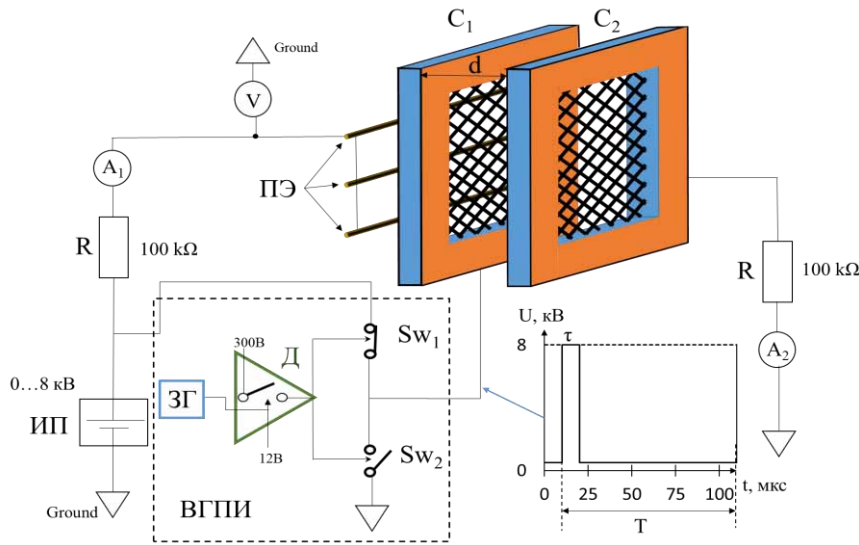 C₁
C₂
Ground
d
V
A₁
ПЭ
R
100 kΩ
R
100 kΩ
A₂
300В
Д
Sw₁
0…8 кВ
ИП
ЗГ
12В
Sw₂
Ground
ВГПИ
U, кВ
τ
8
0
0 25 50 75 100 t, мкс
T